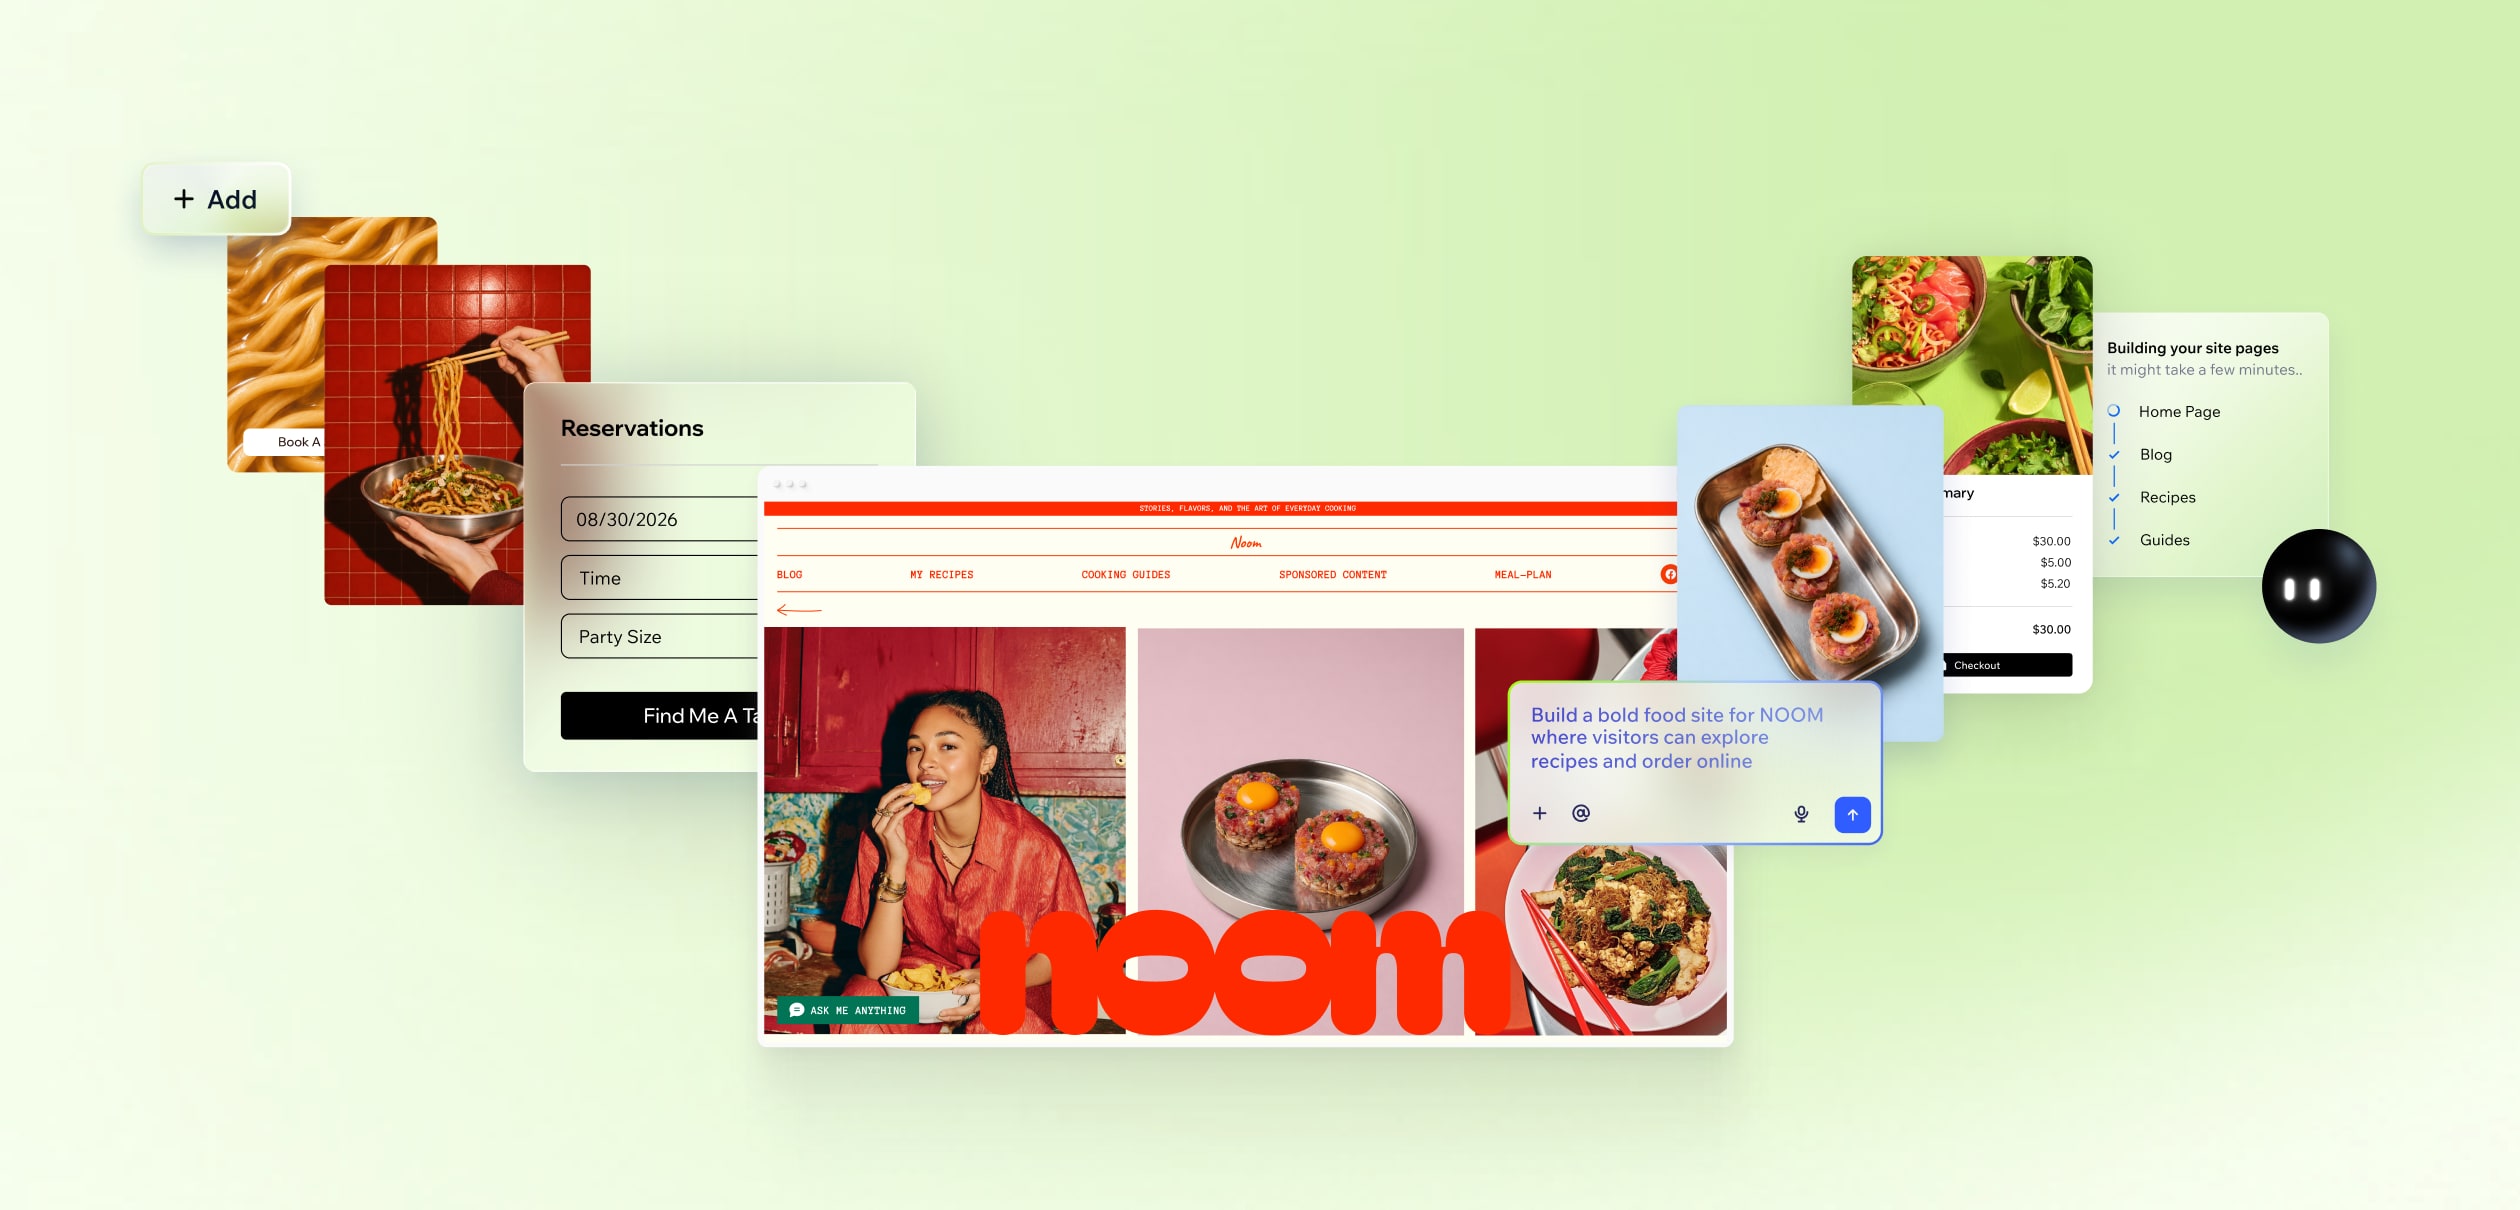 + Add
Book A
Reservations
08/30/2026
Time
Party Size
Find Me A
STORIES, FLAVORS, AND THE ART OF EVERYDAY COOKING
Noom
BLOG
MY RECIPES
COOKING GUIDES
SPONSORED CONTENT
MEAL-PLAN
ASK ME ANYTHING
noom
Build a bold food site for NOOM
where visitors can explore
recipes and order online
$30.00
$5.00
$5.20
$30.00
Checkout
Building your site pages
it might take a few minutes..
Home Page
Blog
Recipes
Guides